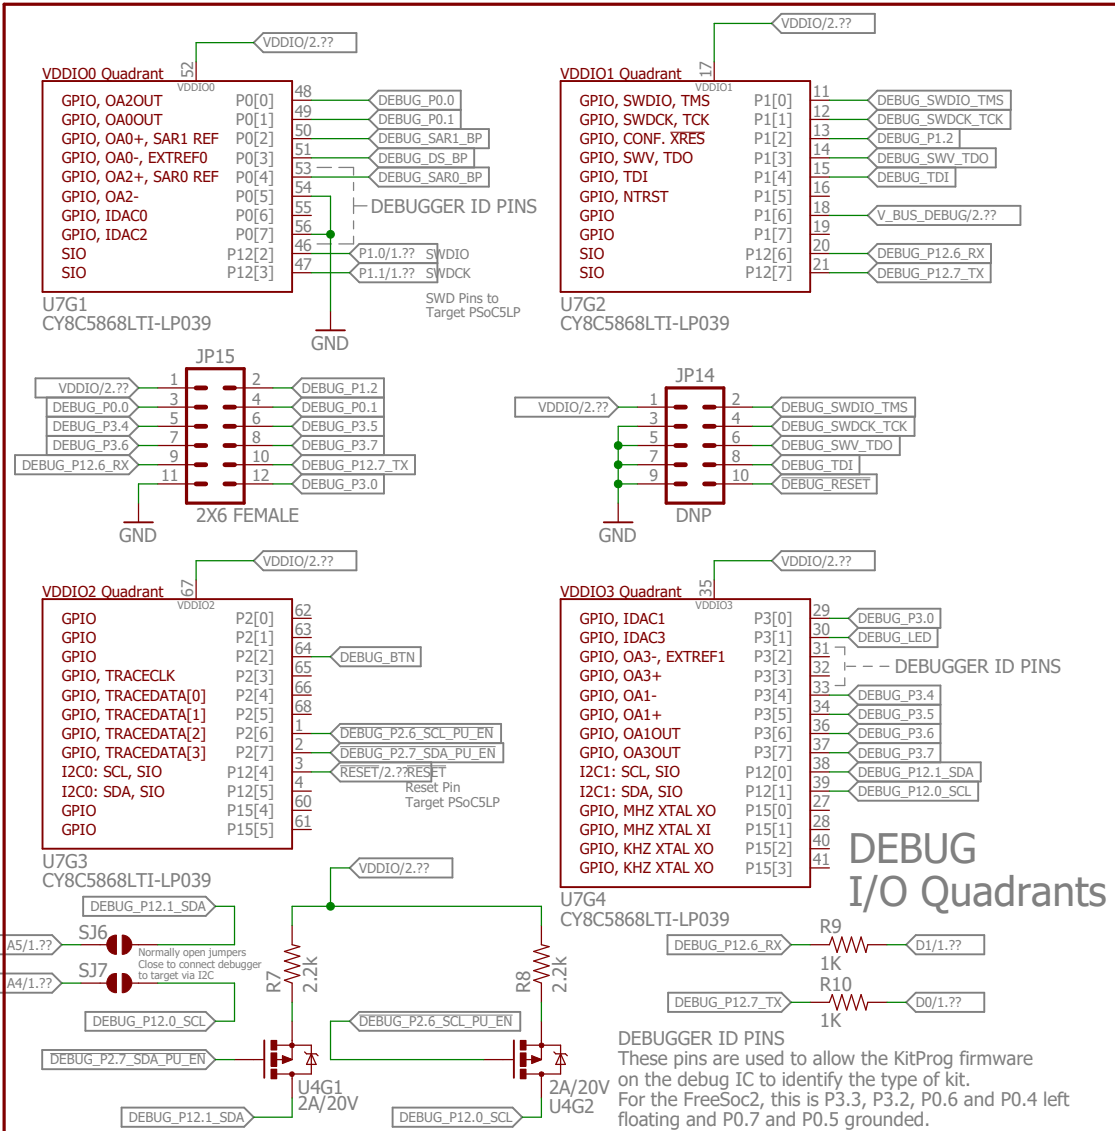 VDDIO/2.??
52
VDDIO0 Quadrant
VDDIO0
GPIO, OA2OUT P0[0] 48 DEBUG_P0.0
GPIO, OA0OUT P0[1] 49 DEBUG_P0.1
GPIO, OA0+, SAR1 REF P0[2] 50 DEBUG_SAR1_BP
GPIO, OA0-, EXTREF0 P0[3] 51 DEBUG_DS_BP
GPIO, OA2+, SAR0 REF P0[4] 53 DEBUG_SAR0_BP
GPIO, OA2- P0[5] 54
GPIO, IDAC0 P0[6] 55
GPIO, IDAC2 P0[7] 56
SIO P12[2] 46 P1.0/1.?? SWDIO
SIO P12[3] 47 P1.1/1.?? SWDCK
DEBUGGER ID PINS
SWD Pins to
Target PSoC5LP
U7G1
CY8C5868LTI-LP039
GND
VDDIO/2.??
17
VDDIO1 Quadrant
VDDIO1
GPIO, SWDIO, TMS P1[0] 11 DEBUG_SWDIO_TMS
GPIO, SWDCK, TCK P1[1] 12 DEBUG_SWDCK_TCK
GPIO, CONF. XRES P1[2] 13 DEBUG_P1.2
GPIO, SWV, TDO P1[3] 14 DEBUG_SWV_TDO
GPIO, TDI P1[4] 15 DEBUG_TDI
GPIO, NTRST P1[5] 16
GPIO P1[6] 18 V_BUS_DEBUG/2.??
GPIO P1[7] 19
SIO P12[6] 20 DEBUG_P12.6_RX
SIO P12[7] 21 DEBUG_P12.7_TX
U7G2
CY8C5868LTI-LP039
JP15
VDDIO/2.?? 1 2 DEBUG_P1.2
DEBUG_P0.0 3 4 DEBUG_P0.1
DEBUG_P3.4 5 6 DEBUG_P3.5
DEBUG_P3.6 7 8 DEBUG_P3.7
DEBUG_P12.6_RX 9 10 DEBUG_P12.7_TX
11 12 DEBUG_P3.0
2X6 FEMALE
GND
JP14
VDDIO/2.?? 1 2 DEBUG_SWDIO_TMS
3 4 DEBUG_SWDCK_TCK
5 6 DEBUG_SWV_TDO
7 8 DEBUG_TDI
9 10 DEBUG_RESET
DNP
GND
VDDIO/2.??
67
VDDIO2 Quadrant
VDDIO2
GPIO P2[0] 62
GPIO P2[1] 63
GPIO P2[2] 64 DEBUG_BTN
GPIO, TRACECLK P2[3] 65
GPIO, TRACEDATA[0] P2[4] 66
GPIO, TRACEDATA[1] P2[5] 68
GPIO, TRACEDATA[2] P2[6] 1 DEBUG_P2.6_SCL_PU_EN
GPIO, TRACEDATA[3] P2[7] 2 DEBUG_P2.7_SDA_PU_EN
I2C0: SCL, SIO P12[4] 3 RESET/2.?? RESET
I2C0: SDA, SIO P12[5] 4
GPIO P15[4] 60
GPIO P15[5] 61
Reset Pin
Target PSoC5LP
U7G3
CY8C5868LTI-LP039
VDDIO/2.??
35
VDDIO3 Quadrant
VDDIO3
GPIO, IDAC1 P3[0] 29 DEBUG_P3.0
GPIO, IDAC3 P3[1] 30 DEBUG_LED
GPIO, OA3-, EXTREF1 P3[2] 31
GPIO, OA3+ P3[3] 32
GPIO, OA1- P3[4] 33 DEBUG_P3.4
GPIO, OA1+ P3[5] 34 DEBUG_P3.5
GPIO, OA1OUT P3[6] 36 DEBUG_P3.6
GPIO, OA3OUT P3[7] 37 DEBUG_P3.7
I2C1: SCL, SIO P12[0] 38 DEBUG_P12.1_SDA
I2C1: SDA, SIO P12[1] 39 DEBUG_P12.0_SCL
GPIO, MHZ XTAL XO P15[0] 27
GPIO, MHZ XTAL XI P15[1] 28
GPIO, KHZ XTAL XO P15[2] 40
GPIO, KHZ XTAL XO P15[3] 41
DEBUGGER ID PINS
U7G4
CY8C5868LTI-LP039
DEBUG
I/O Quadrants
VDDIO/2.??
DEBUG_P12.1_SDA
A5/1.?? SJ6
Normally open jumpers
Close to connect debugger
to target via I2C
A4/1.?? SJ7
DEBUG_P12.0_SCL
R7 2.2k
R8 2.2k
DEBUG_P2.6_SCL_PU_EN
DEBUG_P2.7_SDA_PU_EN
U4G1
2A/20V
DEBUG_P12.1_SDA
2A/20V
U4G2
DEBUG_P12.0_SCL
DEBUG_P12.6_RX R9 1K D1/1.??
DEBUG_P12.7_TX R10 1K D0/1.??
DEBUGGER ID PINS
These pins are used to allow the KitProg firmware
on the debug IC to identify the type of kit.
For the FreeSoc2, this is P3.3, P3.2, P0.6 and P0.4 left
floating and P0.7 and P0.5 grounded.